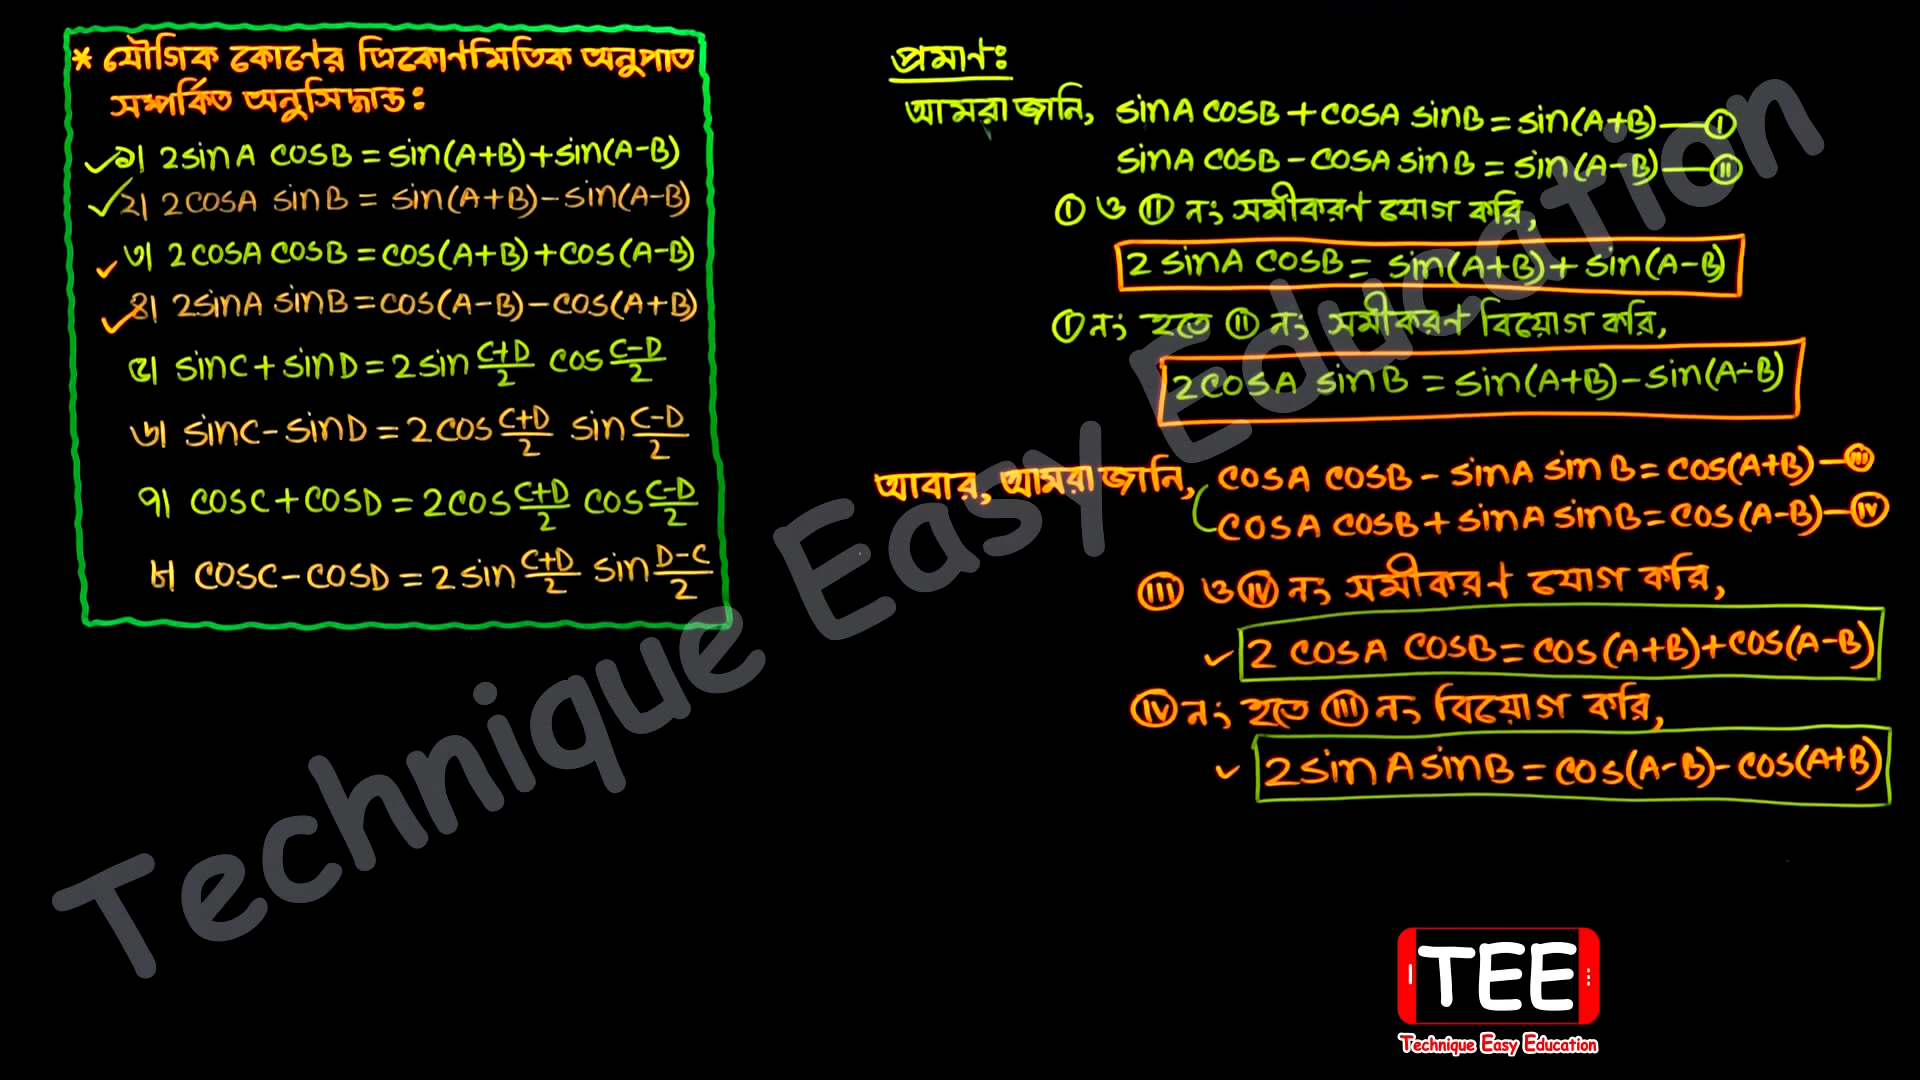 * যৌগিক কোণের ত্রিকোণমিতিক অনুপাত
সম্পর্কিত অনুসিদ্ধান্ত:
১। 2sinA cosB = sin(A+B)+sin(A-B)
২। 2cosA sinB = sin(A+B)-sin(A-B)
৩। 2cosA cosB = cos(A+B)+cos(A-B)
৪। 2sinA sinB = cos(A-B)-cos(A+B)
৫। sinC+sinD = 2sin (C+D)/2 cos (C-D)/2
৬। sinC-sinD = 2cos (C+D)/2 sin (C-D)/2
৭। cosC+cosD = 2cos (C+D)/2 cos (C-D)/2
৮। cosC-cosD = 2sin (C+D)/2 sin (D-C)/2
প্রমাণঃ
আমরা জানি, sinA cosB + cosA sinB = sin(A+B)—Ⓘ
sinA cosB - cosA sinB = sin(A-B)—ⓘⓘ
ⓘ ও ⓘⓘ নং সমীকরণ যোগ করি,
2 sinA cosB = sin(A+B)+ sin(A-B)
ⓘ নং হতে ⓘⓘ নং সমীকরণ বিয়োগ করি,
2cosA sinB = sin(A+B)-sin(A-B)
আবার, আমরা জানি, cosA cosB - sinA sinB = cos(A+B)—(iii)
cosA cosB + sinA sinB = cos(A-B)—(iv)
(iii) ও (iv) নং সমীকরণ যোগ করি,
2 cosA cosB = cos(A+B)+cos(A-B)
(iv) নং হতে (iii) নং বিয়োগ করি,
2sinA sinB = cos(A-B)-cos(A+B)
Technique Easy Education
TEE
Technique Easy Education